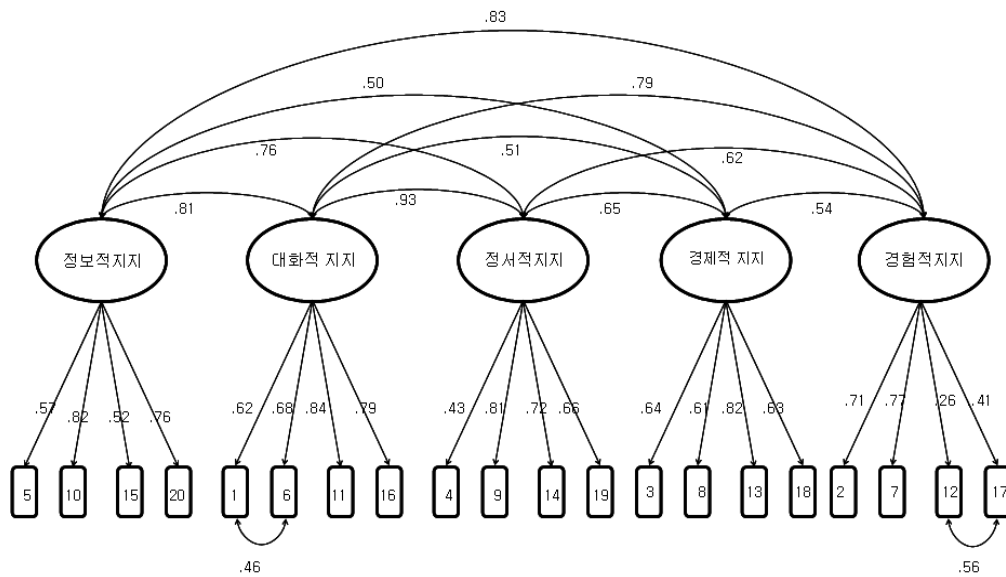 .83
.50 .79
.76 .51 .62
.81 .93 .65 .54
정보적지지 대화적 지지 정서적지지 경제적 지지 경험적지지
.57 .82 .52 .76 .62 .68 .84 .79 .43 .81 .72 .66 .64 .61 .82 .63 .71 .77 .26 .41
5 10 15 20 1 6 11 16 4 9 14 19 3 8 13 18 2 7 12 17
.46 .56